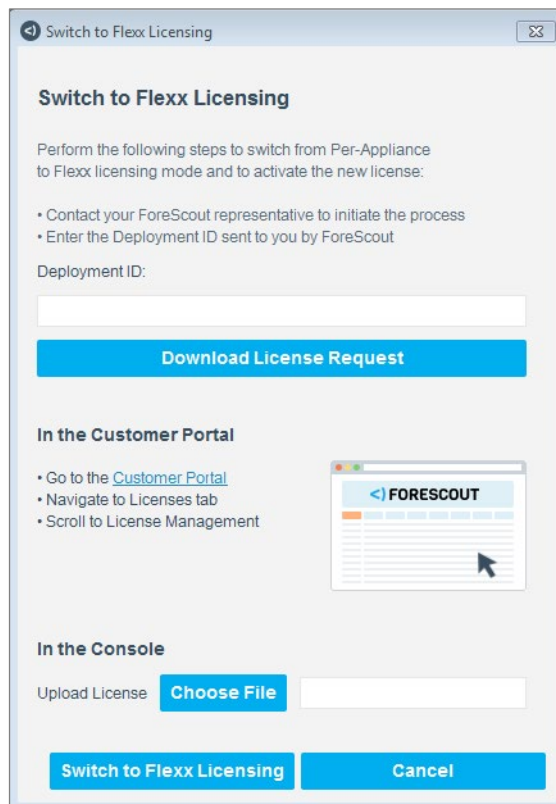 Switch to Flexx Licensing
Switch to Flexx Licensing
Perform the following steps to switch from Per-Appliance
to Flexx licensing mode and to activate the new license:
• Contact your ForeScout representative to initiate the process
• Enter the Deployment ID sent to you by ForeScout
Deployment ID:
Download License Request
In the Customer Portal
• Go to the Customer Portal
• Navigate to Licenses tab
• Scroll to License Management
<) FORESCOUT
In the Console
Upload License Choose File
Switch to Flexx Licensing Cancel